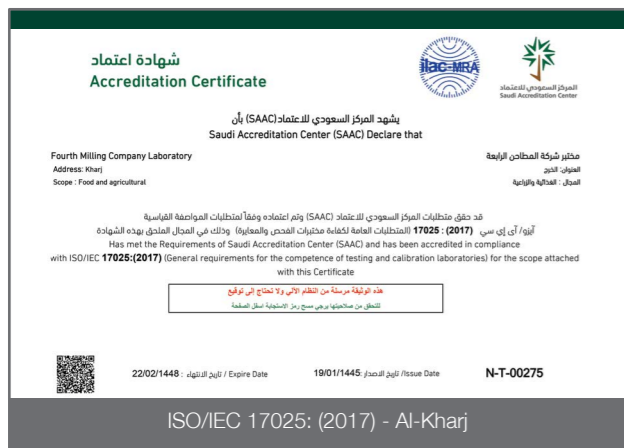 شهادة اعتماد
Accreditation Certificate
ilac-MRA
المركز السعودي للاعتماد
Saudi Accreditation Center
يشهد المركز السعودي للاعتماد (SAAC) بأن
Saudi Accreditation Center (SAAC) Declare that
Fourth Milling Company Laboratory
مختبر شركة المطاحن الرابعة
Address: Kharj
العنوان: الخرج
Scope : Food and agricultural
المجال : الغذائية والزراعية
قد حقق متطلبات المركز السعودي للاعتماد (SAAC) وتم اعتماده وفقاً لمتطلبات المواصفة القياسية
آيزو/ آى إي سي (2017) : 17025 (المتطلبات العامة لكفاءة مختبرات الفحص والمعايرة) وذلك في المجال الملحق بهذه الشهادة
Has met the Requirements of Saudi Accreditation Center (SAAC) and has been accredited in compliance
with ISO/IEC 17025:(2017) (General requirements for the competence of testing and calibration laboratories) for the scope attached
with this Certificate
هذه الوثيقة مرسلة من النظام الآلي ولا تحتاج إلى توقيع
للتحقق من صلاحيتها يرجي مسح رمز الاستجابة اسفل الصفحة
22/02/1448 : تاريخ الانتهاء / Expire Date
19/01/1445: تاريخ الاصدار /Issue Date
N-T-00275
ISO/IEC 17025: (2017) - Al-Kharj